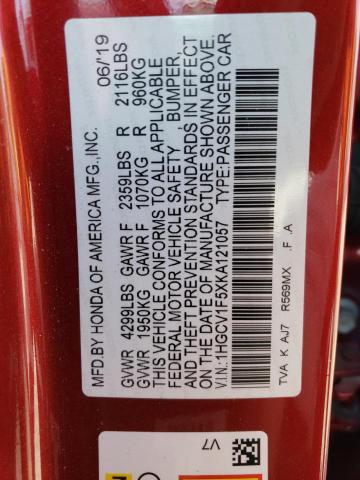 MFD.BY HONDA OF AMERICA MFG.,INC. 06/19
GVWR 4299LBS GAWR F 2359LBS R 2116LBS
GVWR 1950KG GAWR F 1070KG R 960KG
THIS VEHICLE CONFORMS TO ALL APPLICABLE
FEDERAL MOTOR VEHICLE SAFETY, BUMPER,
AND THEFT PREVENTION STANDARDS IN EFFECT
ON THE DATE OF MANUFACTURE SHOWN ABOVE.
V.I.N.:1HGCV1F5XKA121057 TYPE:PASSENGER CAR
TVA K AJ7 R569MX .F .A
V7